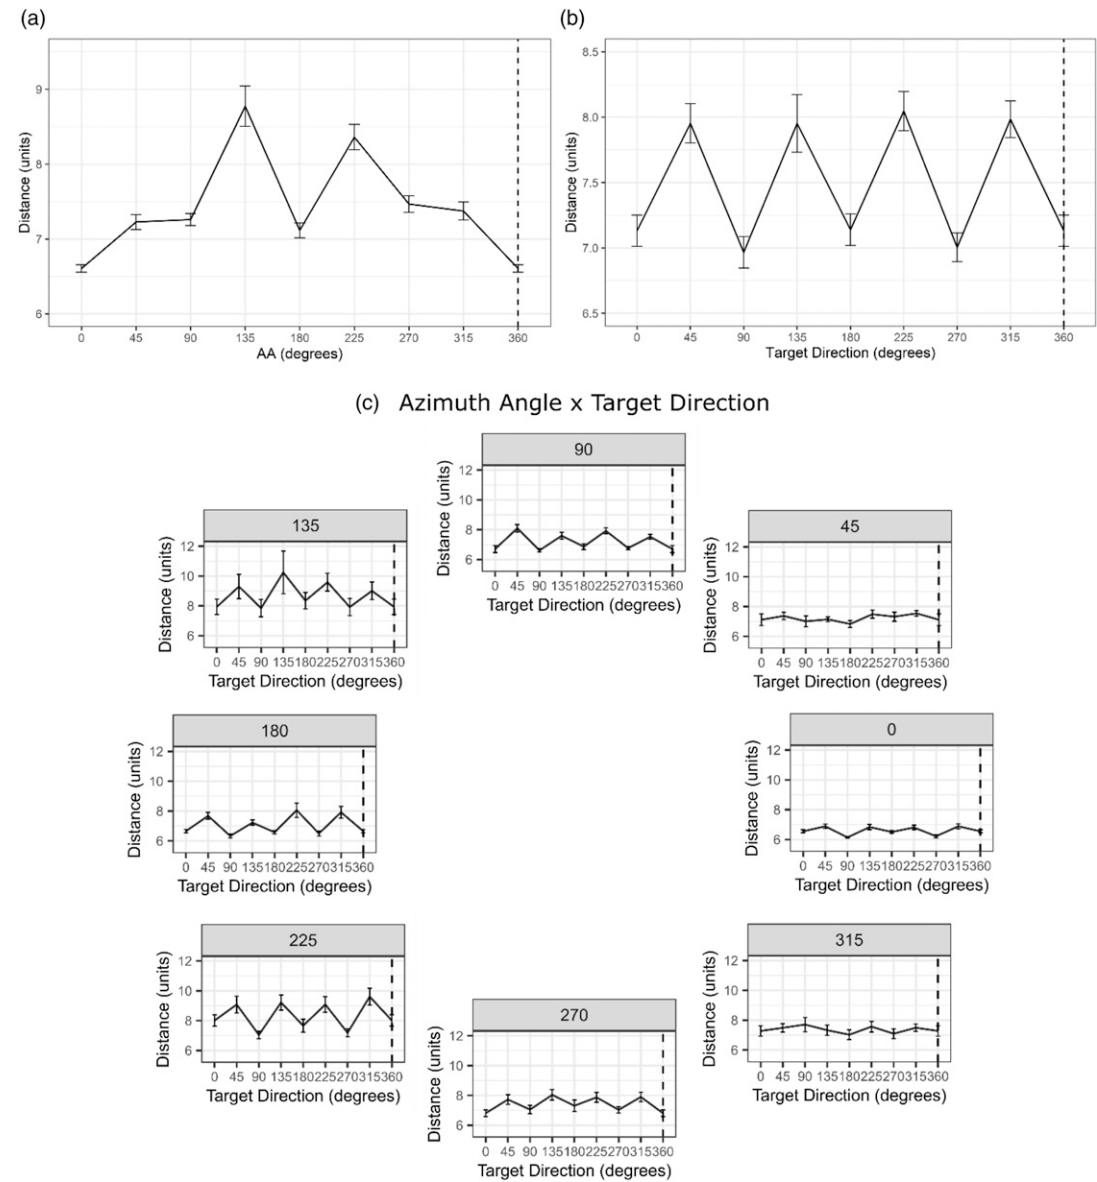 (a)
9
8
7
6
Distance (units)
0 45 90 135 180 225 270 315 360
AA (degrees)
(b)
8.5
8.0
7.5
7.0
6.5
Distance (units)
0 45 90 135 180 225 270 315 360
Target Direction (degrees)
(c) Azimuth Angle x Target Direction
90
12
10
8
6
Distance (units)
0 45 90 135180225270315360
Target Direction (degrees)
135
12
10
8
6
Distance (units)
0 45 90 135180225270315360
Target Direction (degrees)
45
12
10
8
6
Distance (units)
0 45 90 135180225270315360
Target Direction (degrees)
180
12
10
8
6
Distance (units)
0 45 90 135180225270315360
Target Direction (degrees)
0
12
10
8
6
Distance (units)
0 45 90 135180225270315360
Target Direction (degrees)
225
12
10
8
6
Distance (units)
0 45 90 135180225270315360
Target Direction (degrees)
315
12
10
8
6
Distance (units)
0 45 90 135180225270315360
Target Direction (degrees)
270
12
10
8
6
Distance (units)
0 45 90 135180225270315360
Target Direction (degrees)